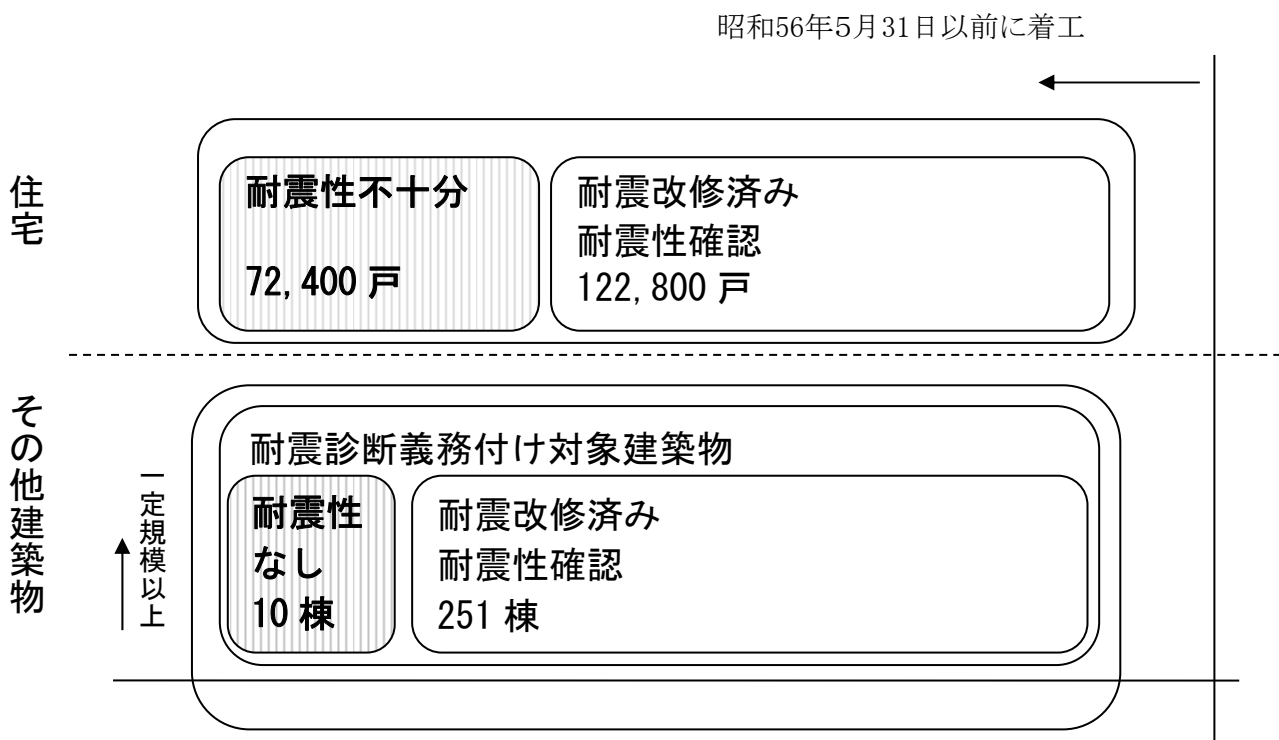 昭和56年5月31日以前に着工
住宅
耐震性不十分
72,400 戸
耐震改修済み
耐震性確認
122,800 戸
その他建築物
一定規模以上
耐震診断義務付け対象建築物
耐震性
なし
10 棟
耐震改修済み
耐震性確認
251 棟